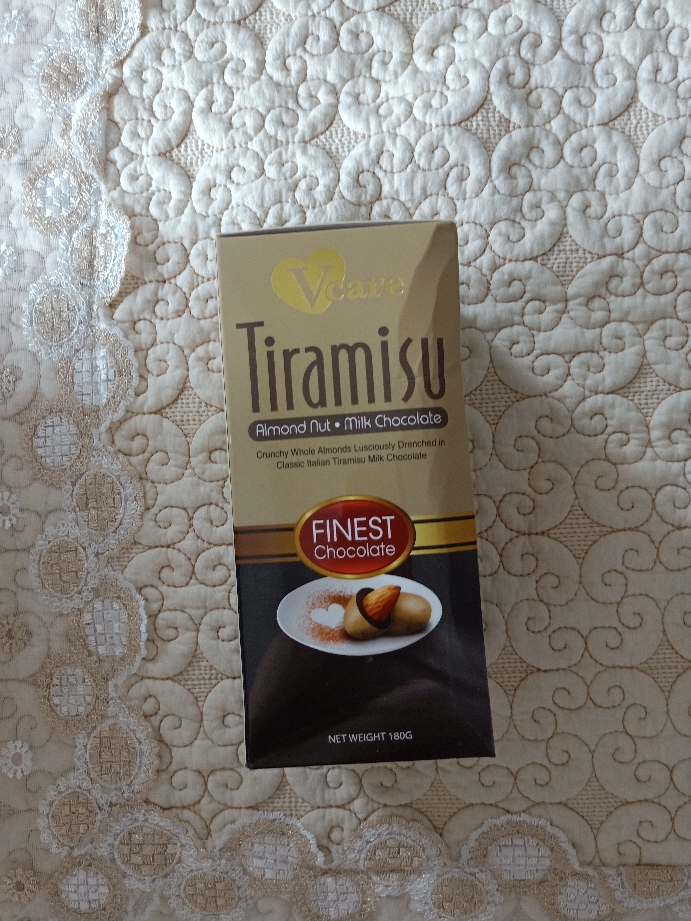 Vcare
Tiramisu
Almond Nut • Milk Chocolate
Crunchy Whole Almonds Lusciously Drenched in
Classic Italian Tiramisu Milk Chocolate
FINEST
Chocolate
NET WEIGHT 180G